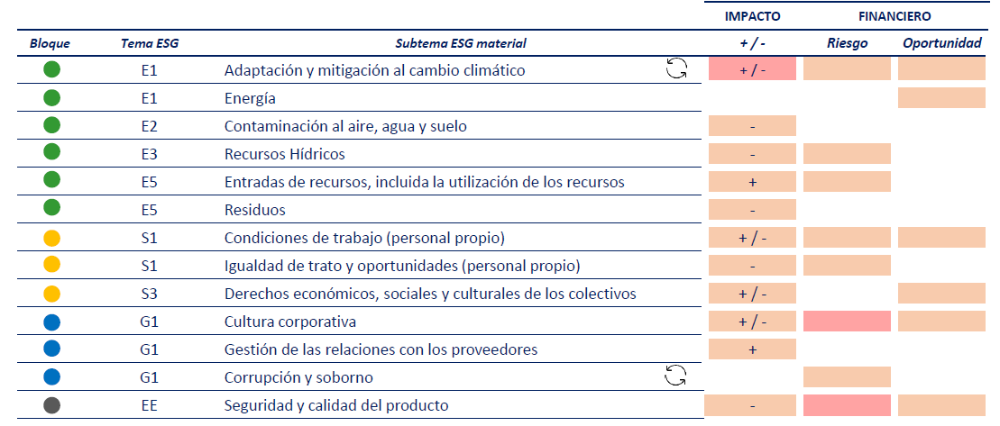 IMPACTO FINANCIERO
Bloque Tema ESG Subtema ESG material + / - Riesgo Oportunidad
E1 Adaptación y mitigación al cambio climático + / -
E1 Energía
E2 Contaminación al aire, agua y suelo -
E3 Recursos Hídricos -
E5 Entradas de recursos, incluida la utilización de los recursos +
E5 Residuos -
S1 Condiciones de trabajo (personal propio) + / -
S1 Igualdad de trato y oportunidades (personal propio) -
S3 Derechos económicos, sociales y culturales de los colectivos + / -
G1 Cultura corporativa + / -
G1 Gestión de las relaciones con los proveedores +
G1 Corrupción y soborno
EE Seguridad y calidad del producto -